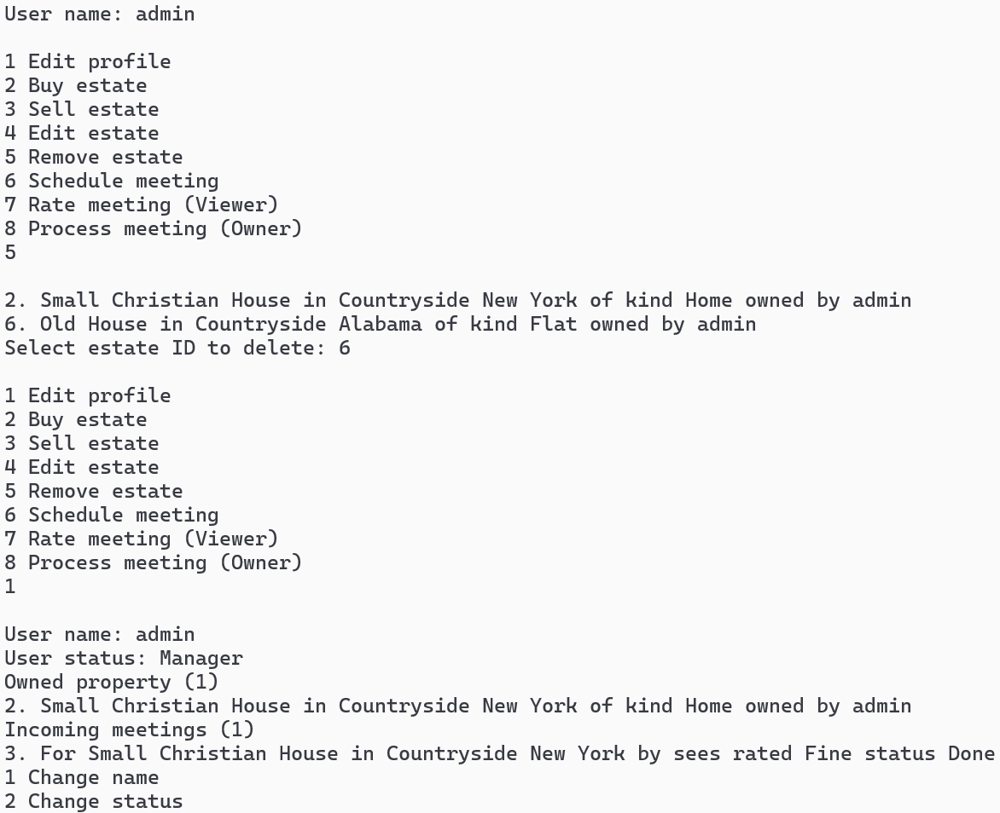 User name: admin
1 Edit profile
2 Buy estate
3 Sell estate
4 Edit estate
5 Remove estate
6 Schedule meeting
7 Rate meeting (Viewer)
8 Process meeting (Owner)
5
2. Small Christian House in Countryside New York of kind Home owned by admin
6. Old House in Countryside Alabama of kind Flat owned by admin
Select estate ID to delete: 6
1 Edit profile
2 Buy estate
3 Sell estate
4 Edit estate
5 Remove estate
6 Schedule meeting
7 Rate meeting (Viewer)
8 Process meeting (Owner)
1
User name: admin
User status: Manager
Owned property (1)
2. Small Christian House in Countryside New York of kind Home owned by admin
Incoming meetings (1)
3. For Small Christian House in Countryside New York by sees rated Fine status Done
1 Change name
2 Change status